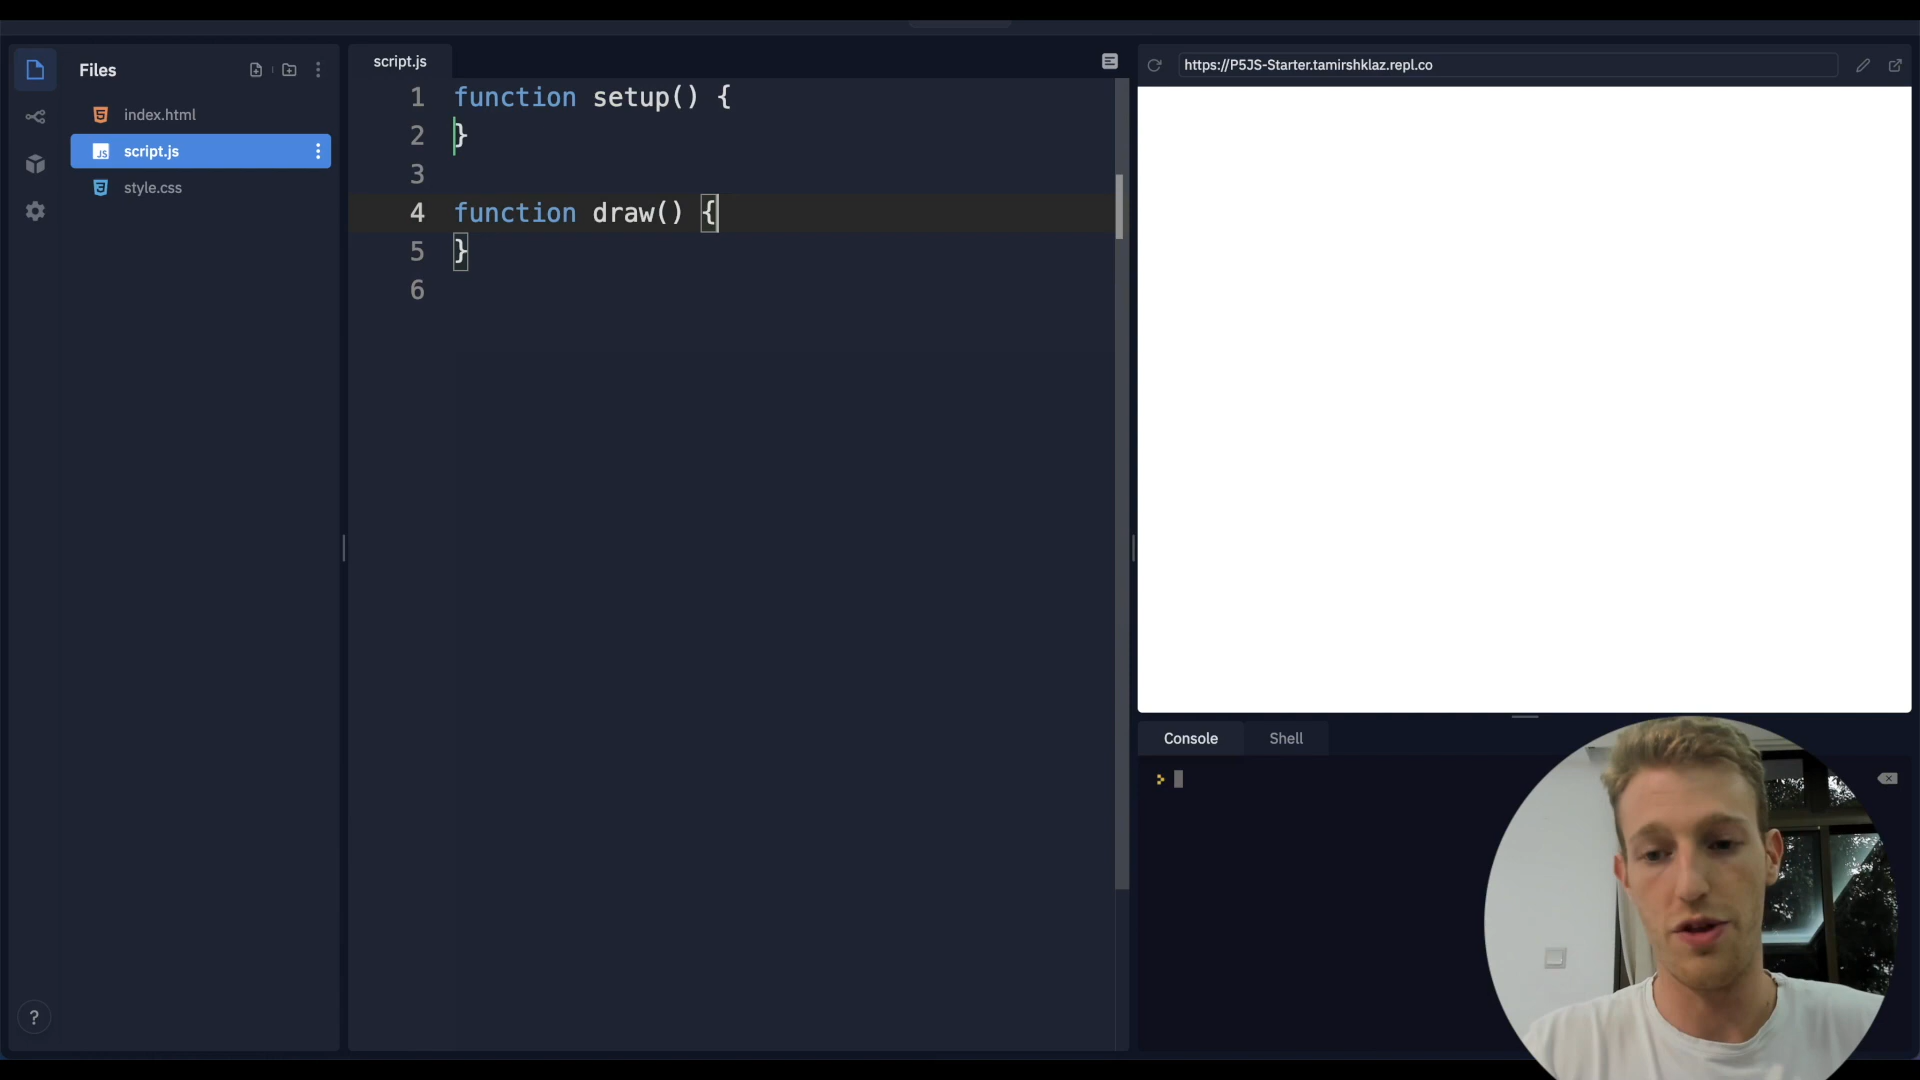 Files
index.html
script.js
style.css
script.js
1 function setup() {
2 }
3
4 function draw() {
5 }
6
https://P5JS-Starter.tamirshklaz.repl.co
Console
Shell
?